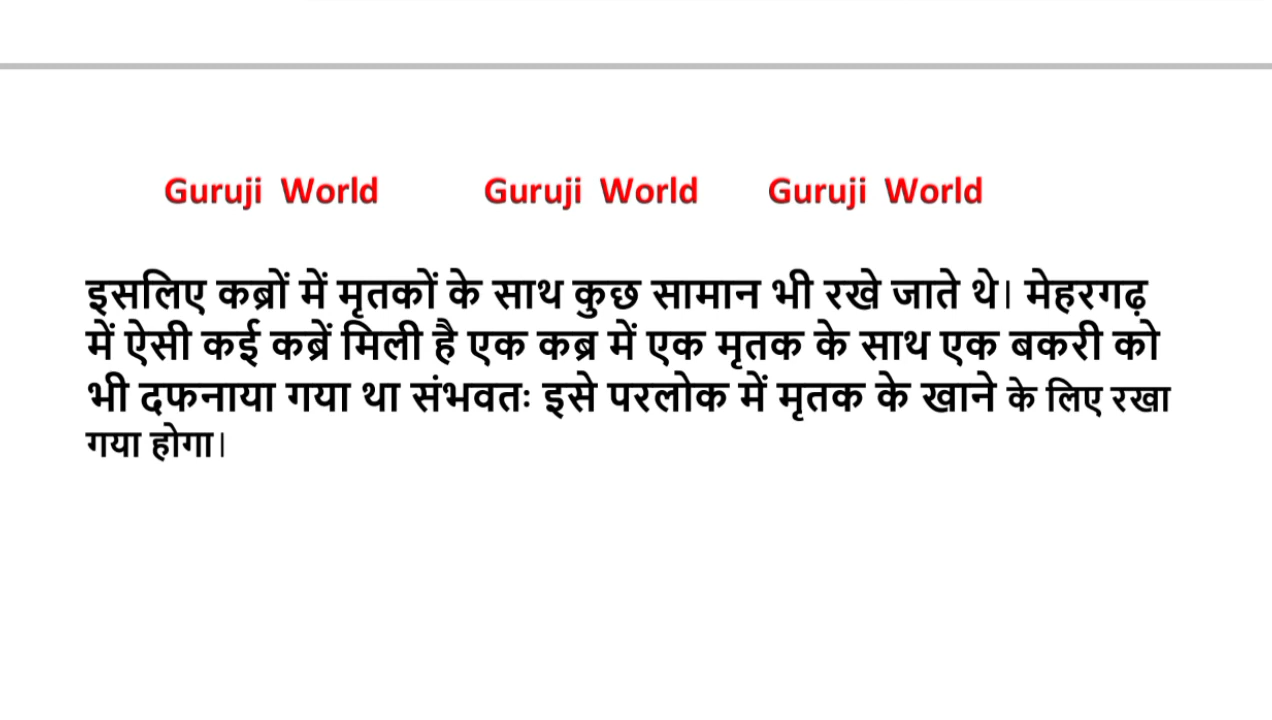 Guruji World Guruji World Guruji World
इसलिए कब्रों में मृतकों के साथ कुछ सामान भी रखे जाते थे। मेहरगढ़
में ऐसी कई कब्रें मिली है एक कब्र में एक मृतक के साथ एक बकरी को
भी दफनाया गया था संभवतः इसे परलोक में मृतक के खाने के लिए रखा
गया होगा।